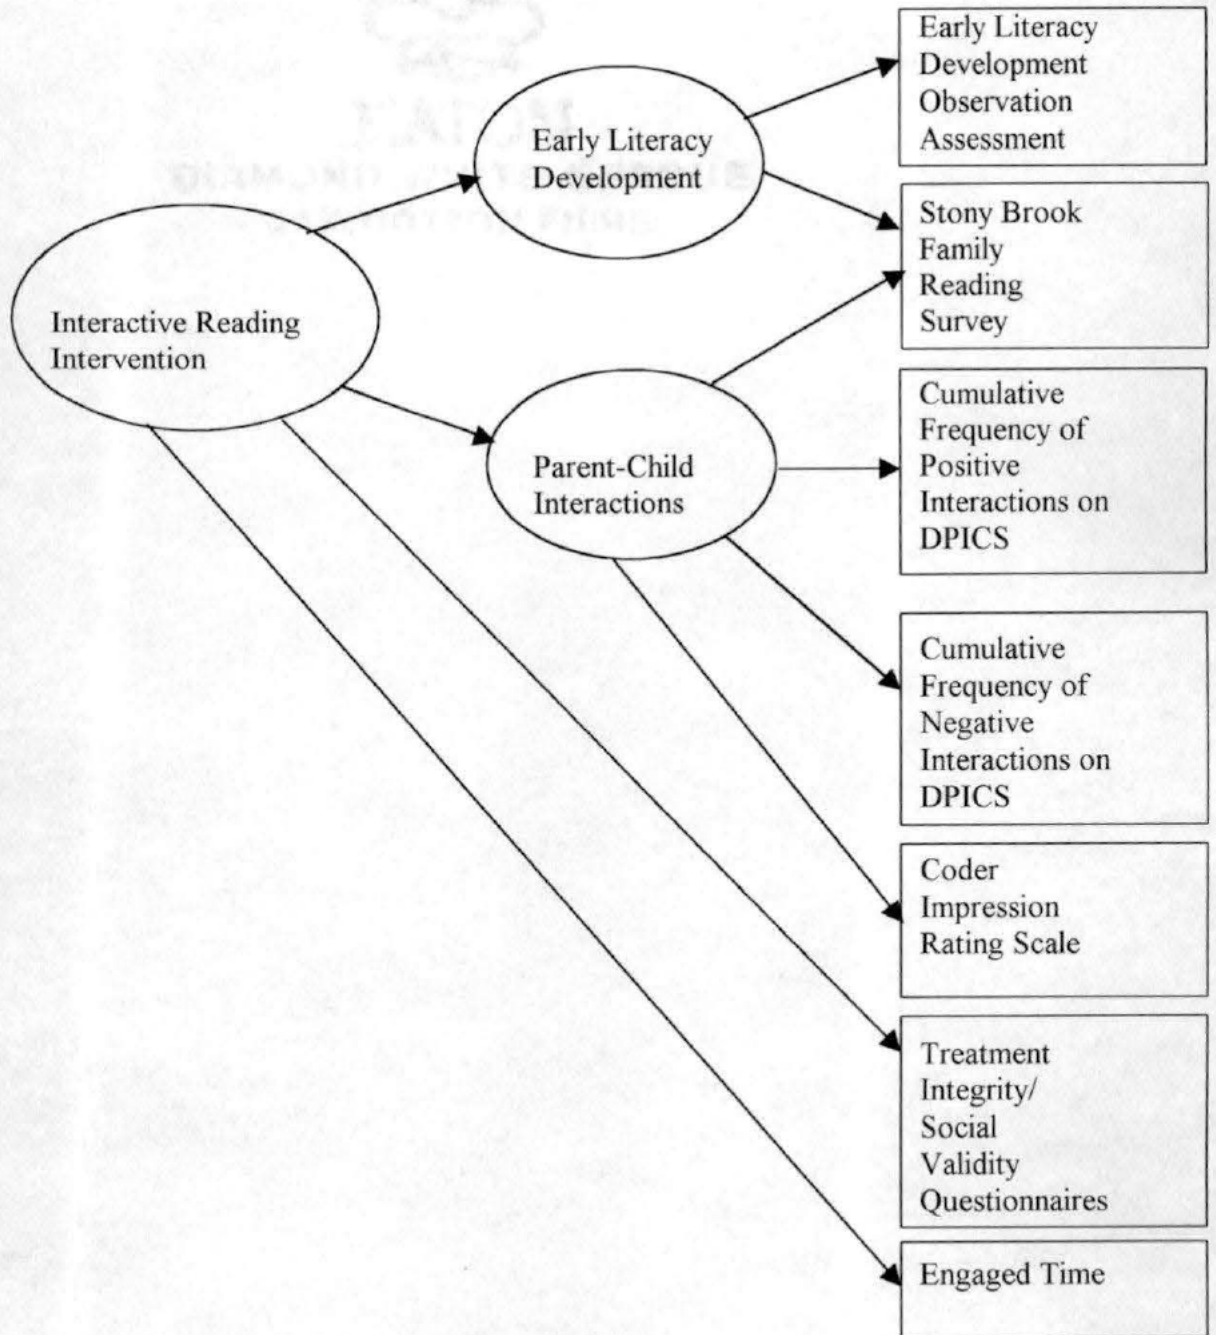 Early Literacy
Development
Observation
Assessment
Early Literacy
Development
Stony Brook
Family
Reading
Survey
Interactive Reading
Intervention
Cumulative
Frequency of
Positive
Interactions on
DPICS
Parent-Child
Interactions
Cumulative
Frequency of
Negative
Interactions on
DPICS
Coder
Impression
Rating Scale
Treatment
Integrity/
Social
Validity
Questionnaires
Engaged Time